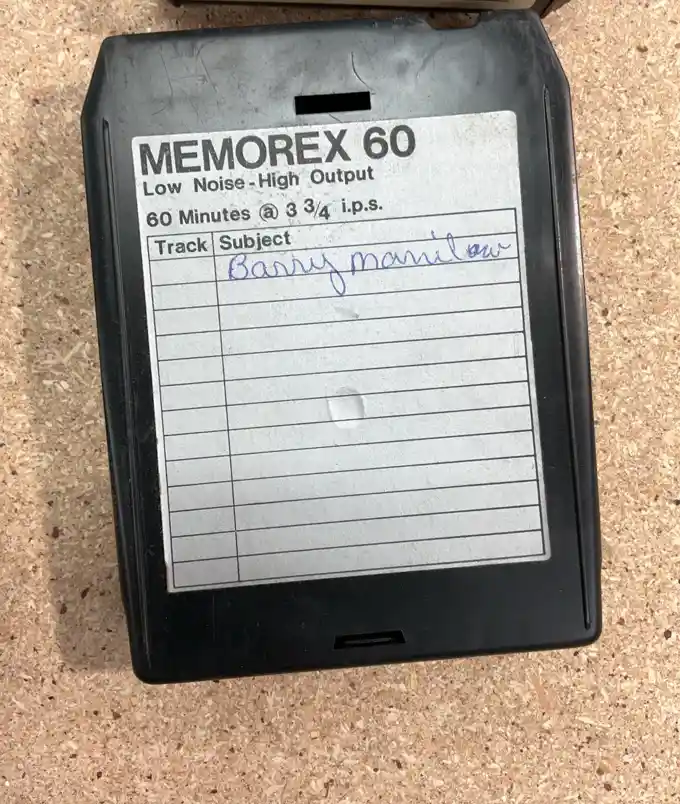 MEMOREX 60
Low Noise-High Output
60 Minutes @ 3 3/4 i.p.s.
Track Subject
Barry manilow